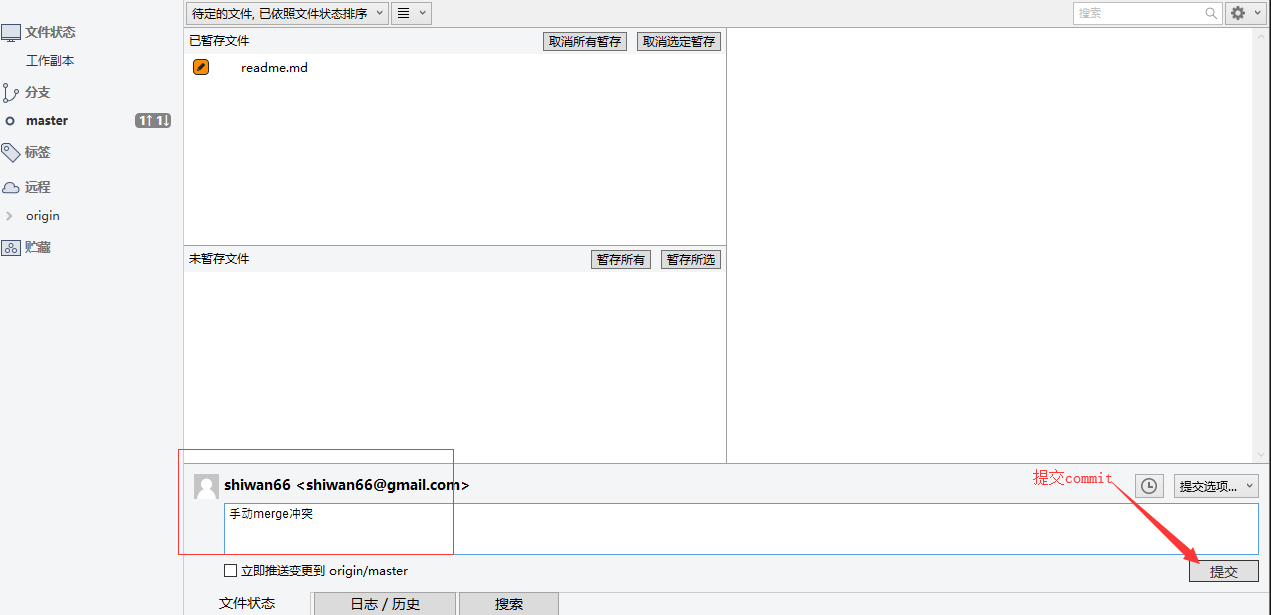 文件状态
工作副本
分支
master 1↑ 1↓
标签
远程
origin
贮藏
待定的文件, 已依照文件状态排序
搜索
已暂存文件 取消所有暂存 取消选定暂存
readme.md
未暂存文件 暂存所有 暂存所选
shiwan66 <shiwan66@gmail.com>
提交commit
提交选项...
手动merge冲突
立即推送变更到 origin/master
提交
文件状态 日志 / 历史 搜索